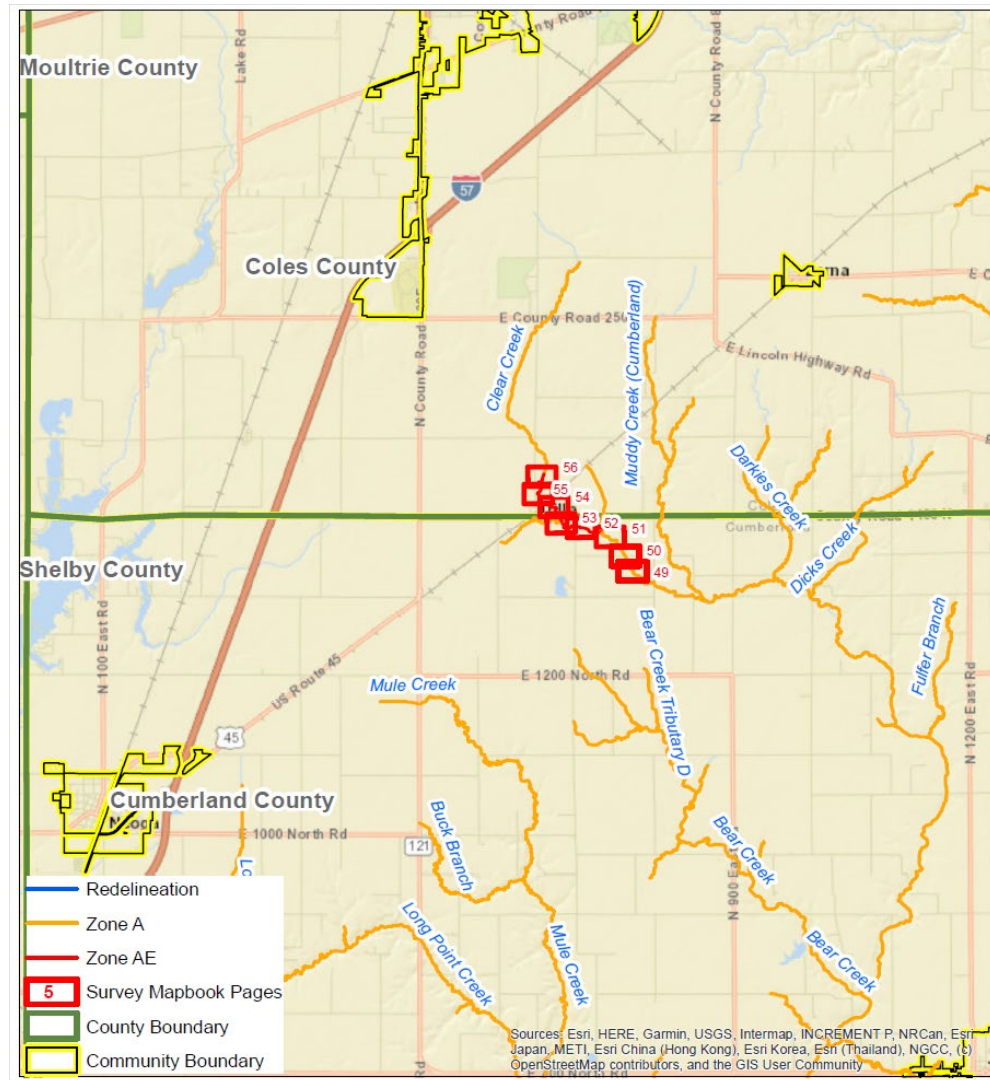 Moultrie County
Lake Rd
County Road
N County Road 8
57
Coles County
Clear Creek
E County Road 250
N County Road
Muddy Creek (Cumberland)
E Lincoln Highway Rd
Darkies Creek
56
55
54
53
52
51
50
49
Cumberland
Dicks Creek
Shelby County
N 100 East Rd
US Route 45
45
Mule Creek
E 1200 North Rd
Bear Creek Tributary D
Fulfer Branch
N 1200 East Rd
Cumberland County
E 1000 North Rd
121
Buck Branch
Bear Creek
N 900 East
Long Point Creek
Mule Creek
Bear Creek
Redelineation
Zone A
Zone AE
5 Survey Mapbook Pages
County Boundary
Community Boundary
Sources: Esri, HERE, Garmin, USGS, Intermap, INCREMENT P, NRCan, Esri
Japan, METI, Esri China (Hong Kong), Esri Korea, Esri (Thailand), NGCC, (c)
OpenStreetMap contributors, and the GIS User Community